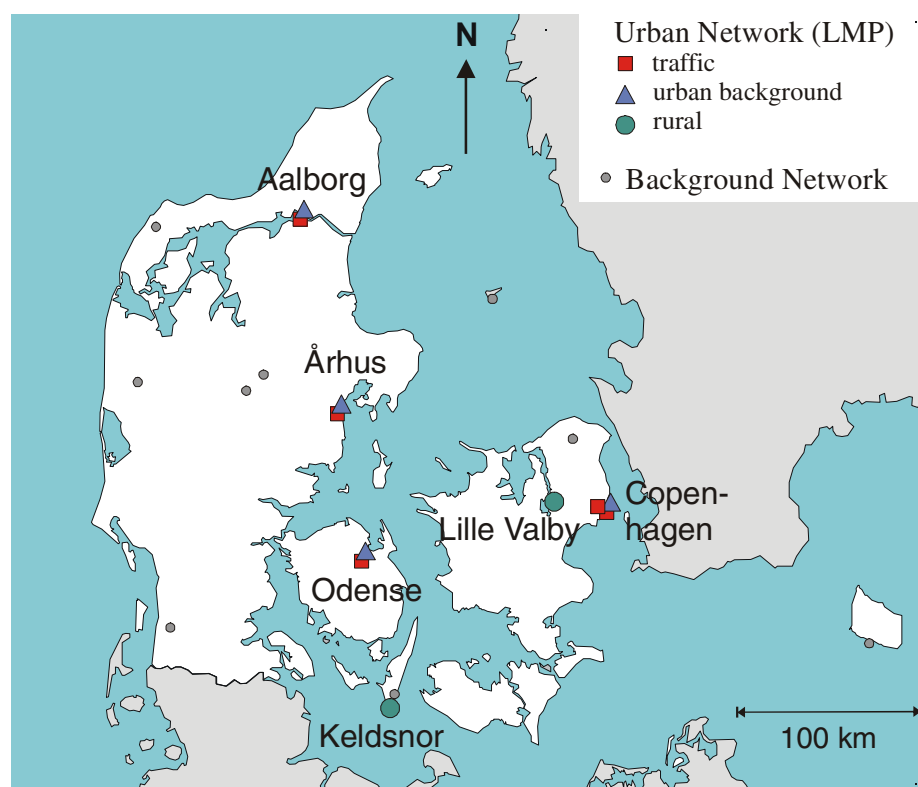 N
Urban Network (LMP)
traffic
urban background
rural
Background Network
Aalborg
Århus
Copen-
hagen
Lille Valby
Odense
Keldsnor
100 km